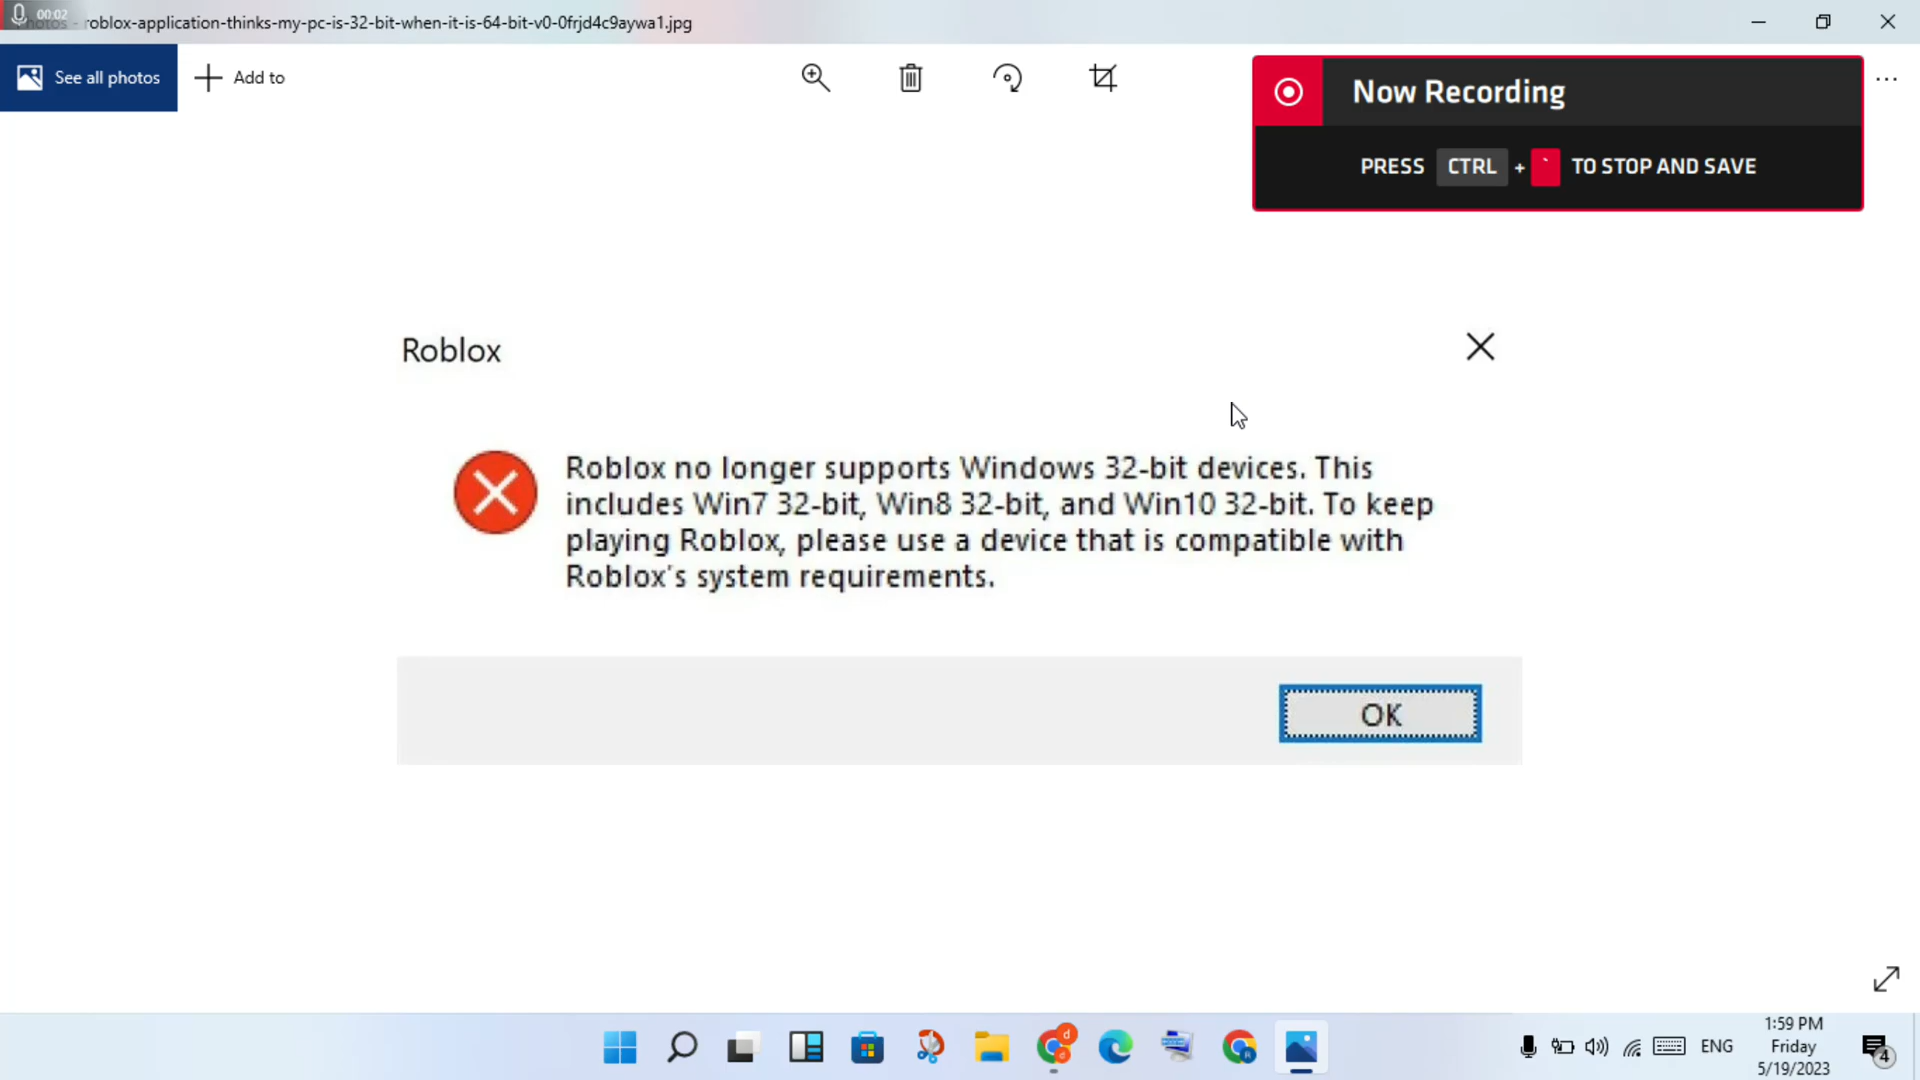 00:02
roblox-application-thinks-my-pc-is-32-bit-when-it-is-64-bit-v0-0frjd4c9aywa1.jpg
See all photos
Add to
Now Recording
PRESS CTRL + ` TO STOP AND SAVE
Roblox
Roblox no longer supports Windows 32-bit devices. This
includes Win7 32-bit, Win8 32-bit, and Win10 32-bit. To keep
playing Roblox, please use a device that is compatible with
Roblox's system requirements.
OK
d
R
ENG
1:59 PM
Friday
5/19/2023
4